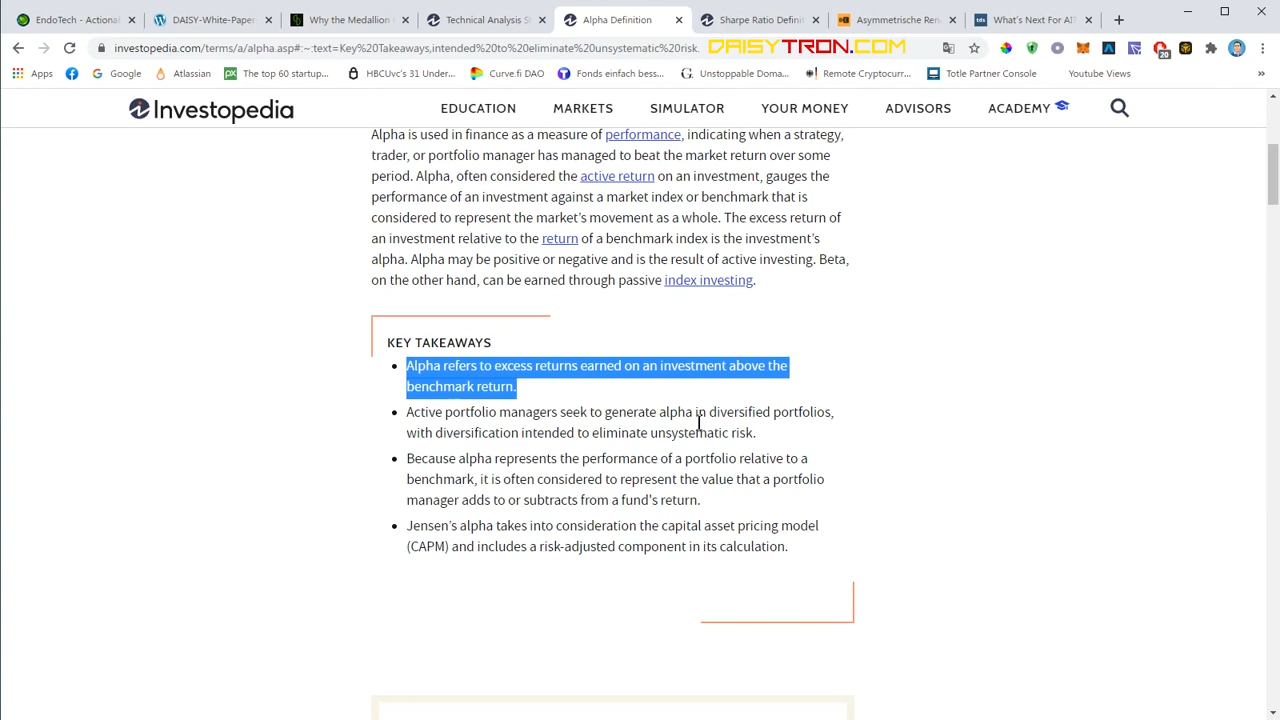 EndoTech - Actional
DAISY-White-Paper-
Why the Medallion
Technical Analysis S
Alpha Definition
Sharpe Ratio Definit
Asymmetrische Ren
What's Next For AI?
investopedia.com/terms/a/alpha.asp#:~:text=Key%20Takeaways,intended%20to%20eliminate%20unsystematic%20risk.
DAISYTRON.COM
20
Apps
Google
Atlassian
The top 60 startup...
HBCUvc's 31 Under...
Curve.fi DAO
Fonds einfach bess...
Unstoppable Doma...
Remote Cryptocurr...
Totle Partner Console
Youtube Views
Investopedia
EDUCATION
MARKETS
SIMULATOR
YOUR MONEY
ADVISORS
ACADEMY
Alpha is used in finance as a measure of performance, indicating when a strategy,
trader, or portfolio manager has managed to beat the market return over some
period. Alpha, often considered the active return on an investment, gauges the
performance of an investment against a market index or benchmark that is
considered to represent the market's movement as a whole. The excess return of
an investment relative to the return of a benchmark index is the investment's
alpha. Alpha may be positive or negative and is the result of active investing. Beta,
on the other hand, can be earned through passive index investing.
KEY TAKEAWAYS
Alpha refers to excess returns earned on an investment above the
benchmark return.
Active portfolio managers seek to generate alpha in diversified portfolios,
with diversification intended to eliminate unsystematic risk.
Because alpha represents the performance of a portfolio relative to a
benchmark, it is often considered to represent the value that a portfolio
manager adds to or subtracts from a fund's return.
Jensen's alpha takes into consideration the capital asset pricing model
(CAPM) and includes a risk-adjusted component in its calculation.